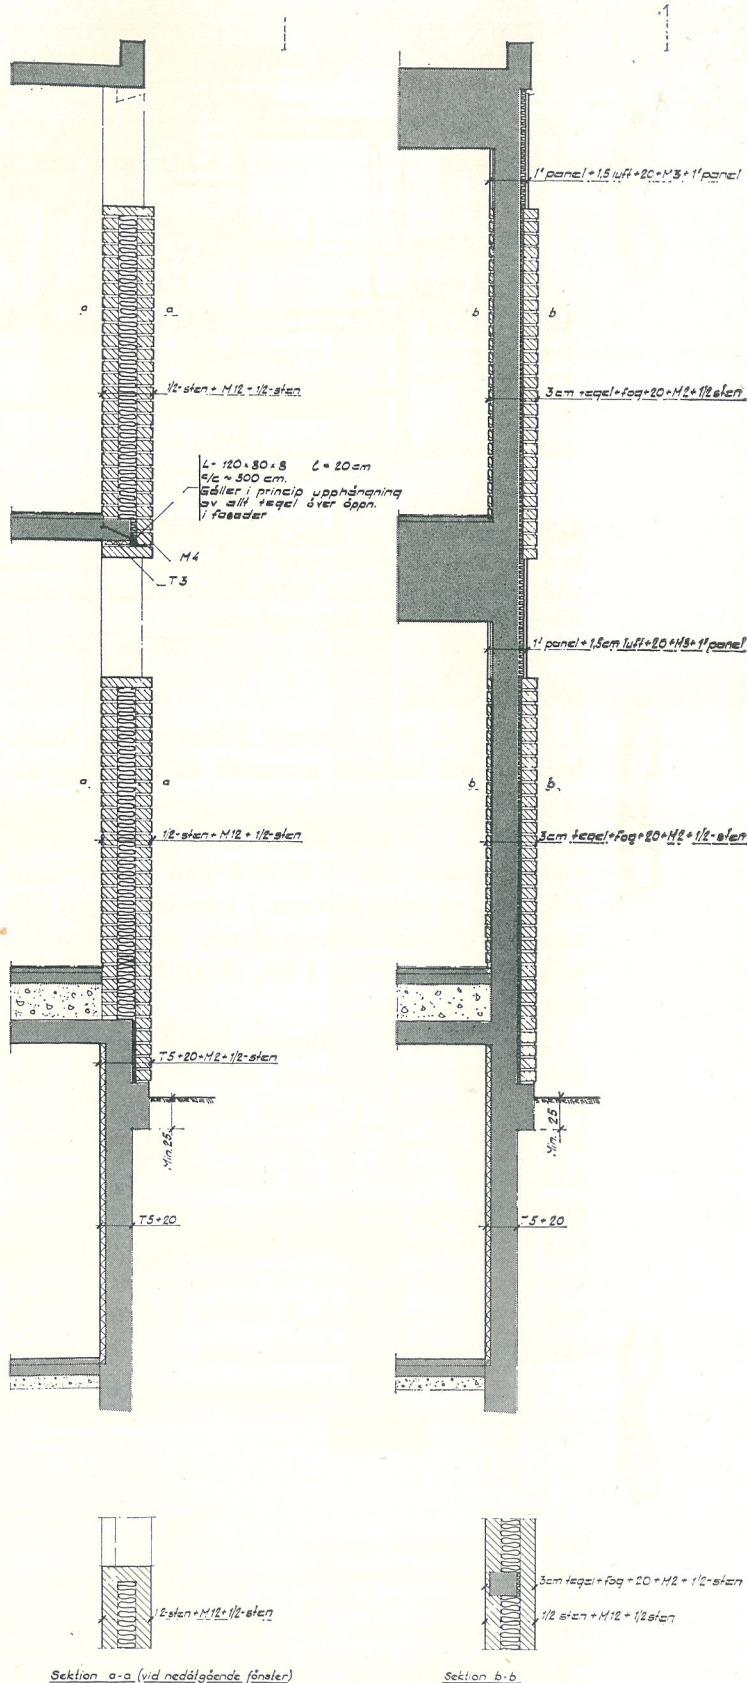 1
1" panel + 1,5 luft + 20 + M3 + 1" panel
a a
b b
1/2-sten + M12 - 1/2-sten
3cm tegel + fog + 20 + M2 + 1/2 sten
L- 120 x 80 x 8 L = 20 cm
c/c ~ 300 cm.
Gäller i princip upphängning
av allt tegel över öppn.
i fasader
M4
T3
1" panel + 1,5cm luft + 20 + M3 + 1" panel
a a
b b
1/2-sten + M12 + 1/2-sten
3cm tegel + fog + 20 + M2 + 1/2-sten
T5 + 20 + M2 + 1/2-sten
Min. 25
Min. 25
T5 + 20
T5 + 20
1/2-sten + M12 + 1/2-sten
3cm tegel + fog + 20 + M2 + 1/2-sten
1/2 sten + M12 + 1/2 sten
Sektion a-a (vid nedåtgående fönster)
Sektion b-b